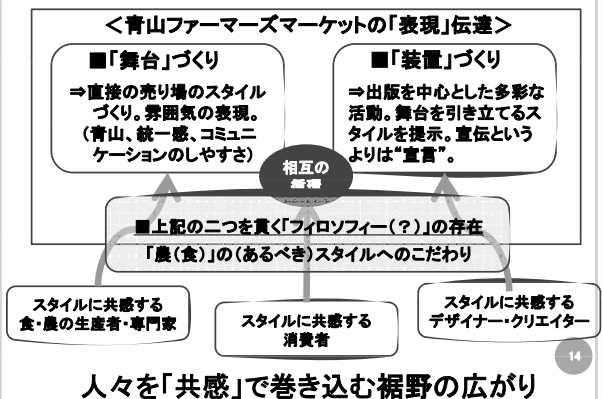 ＜青山ファーマーズマーケットの「表現」伝達＞
■「舞台」づくり
⇒直接の売り場のスタイル
づくり。雰囲気の表現。
（青山、統一感、コミュニ
ケーションのしやすさ）
■「装置」づくり
⇒出版を中心とした多彩な
活動。舞台を引き立てるス
タイルを提示。宣伝という
よりは“宣言”。
相互の
■上記の二つを貫く「フィロソフィー（？）」の存在
「農（食）」の（あるべき）スタイルへのこだわり
スタイルに共感する
食・農の生産者・専門家
スタイルに共感する
消費者
スタイルに共感する
デザイナー・クリエイター
14
人々を「共感」で巻き込む裾野の広がり